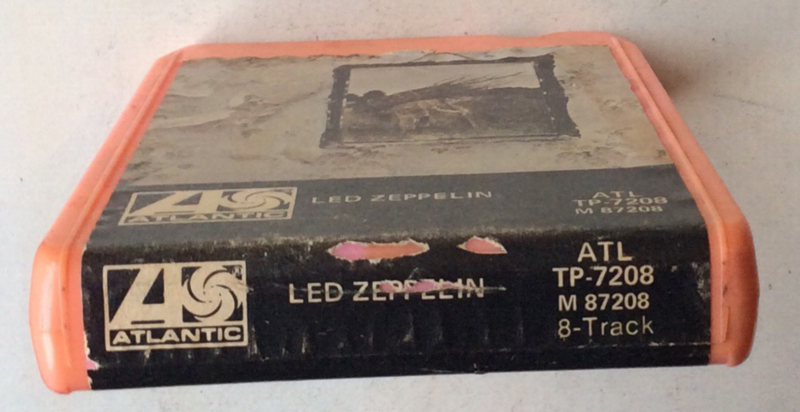 ATLANTIC
LED ZEPPELIN
ATL
TP-7208
M 87208
ATLANTIC
LED ZEPPELIN
ATL
TP-7208
M 87208
8-Track